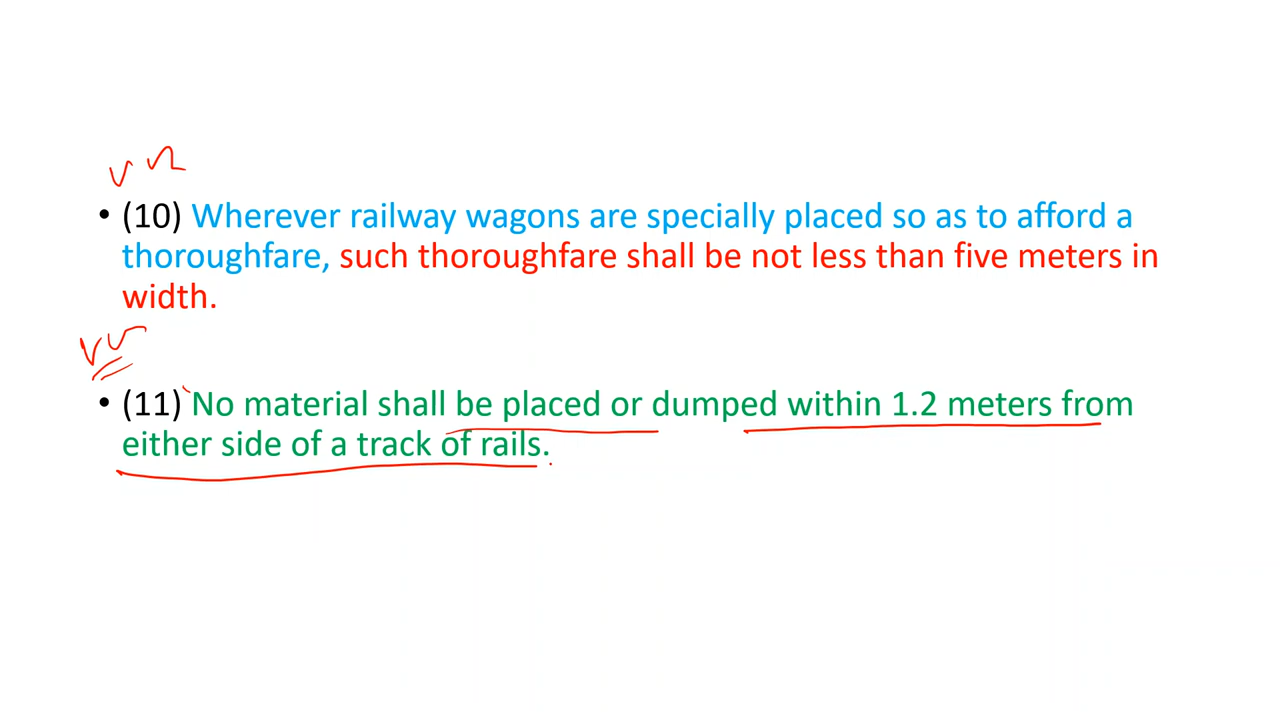 • (10) Wherever railway wagons are specially placed so as to afford a
thoroughfare, such thoroughfare shall be not less than five meters in
width.
• (11) No material shall be placed or dumped within 1.2 meters from
either side of a track of rails.